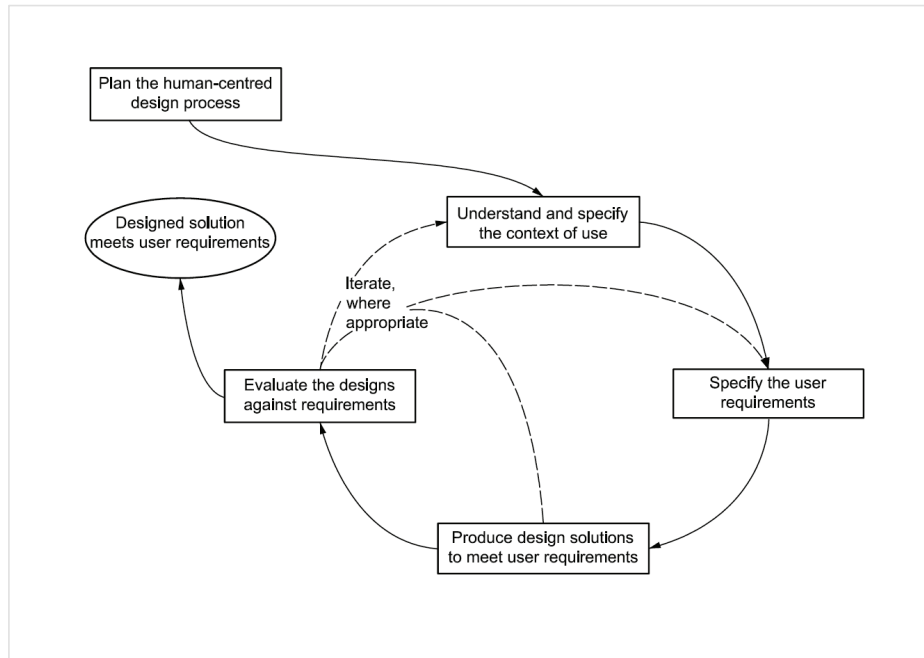 Plan the human-centred
design process
Understand and specify
the context of use
Designed solution
meets user requirements
Iterate,
where
appropriate
Evaluate the designs
against requirements
Specify the user
requirements
Produce design solutions
to meet user requirements